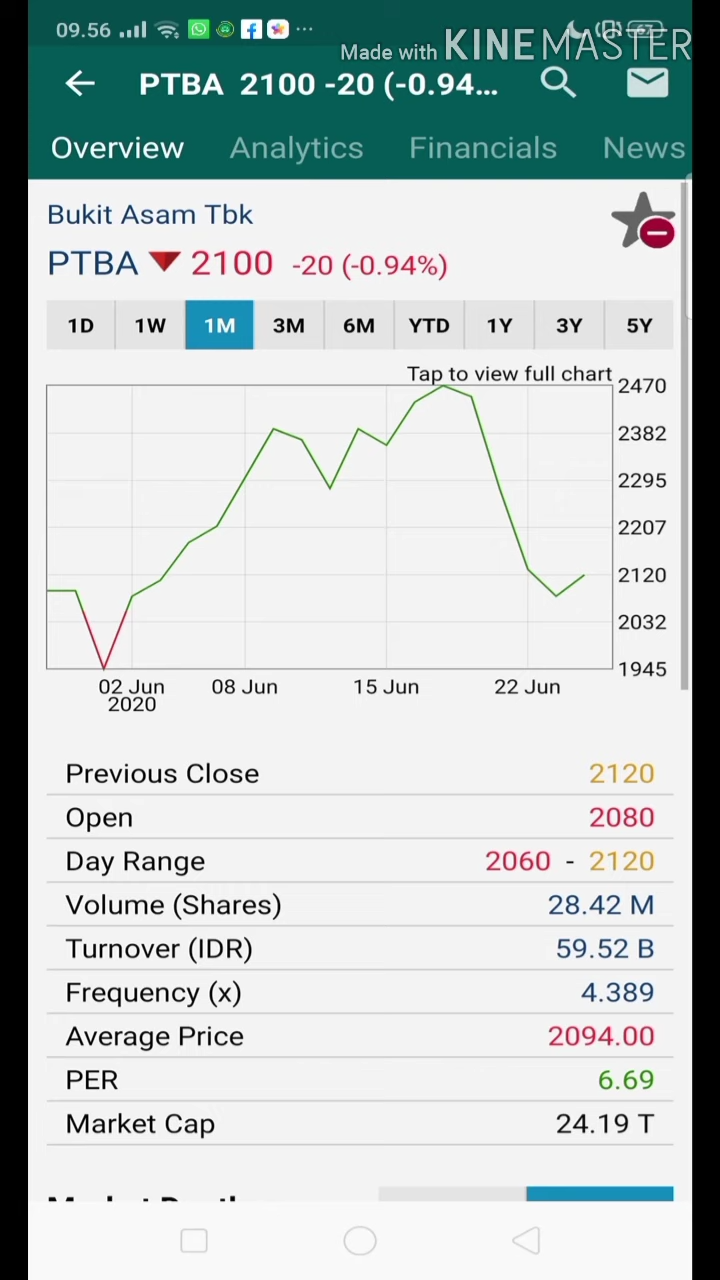 09.56 ...
67
Made with KINEMASTER
PTBA 2100 -20 (-0.94...
Overview Analytics Financials News
Bukit Asam Tbk
PTBA 2100 -20 (-0.94%)
1D 1W 1M 3M 6M YTD 1Y 3Y 5Y
Tap to view full chart
2470
2382
2295
2207
2120
2032
1945
02 Jun 08 Jun 15 Jun 22 Jun
2020
Previous Close 2120
Open 2080
Day Range 2060 - 2120
Volume (Shares) 28.42 M
Turnover (IDR) 59.52 B
Frequency (x) 4.389
Average Price 2094.00
PER 6.69
Market Cap 24.19 T